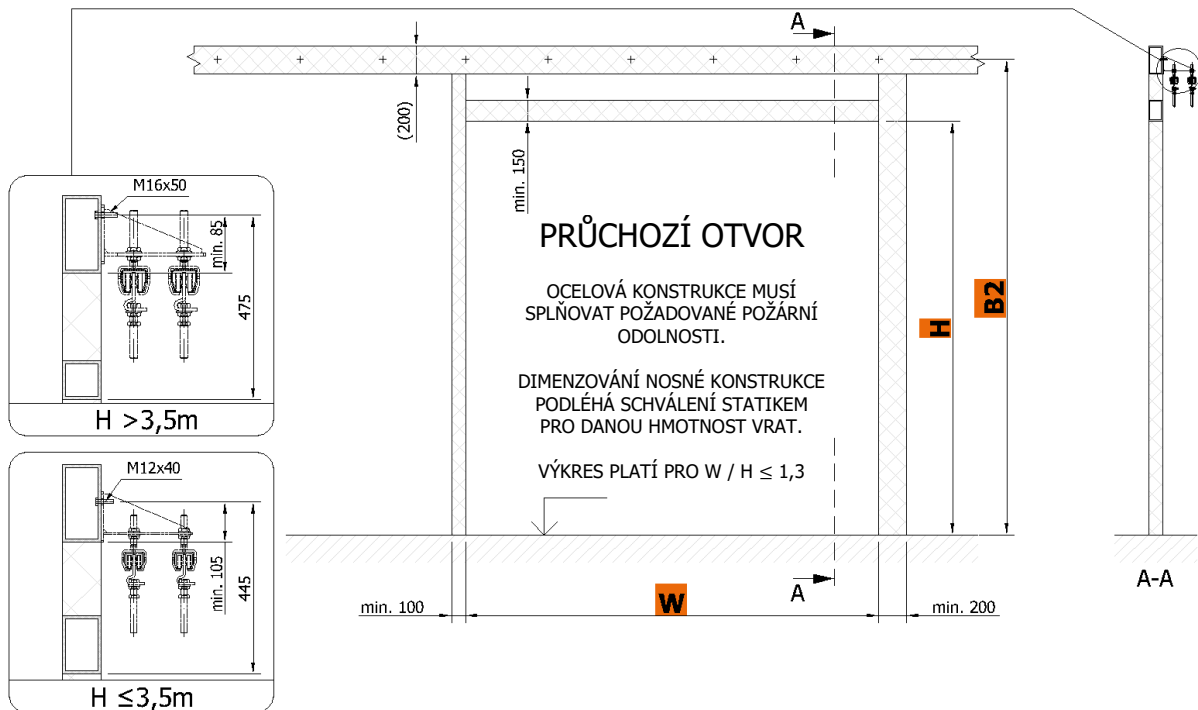 A
(200)
min. 150
M16x50
min. 85
475
H >3,5m
M12x40
min. 105
445
H ≤3,5m
PRŮCHOZÍ OTVOR
OCELOVÁ KONSTRUKCE MUSÍ
SPLŇOVAT POŽADOVANÉ POŽÁRNÍ
ODOLNOSTI.
DIMENZOVÁNÍ NOSNÉ KONSTRUKCE
PODLÉHÁ SCHVÁLENÍ STATIKEM
PRO DANOU HMOTNOST VRAT.
VÝKRES PLATÍ PRO W / H ≤ 1,3
H
B2
A
A-A
min. 100
W
min. 200